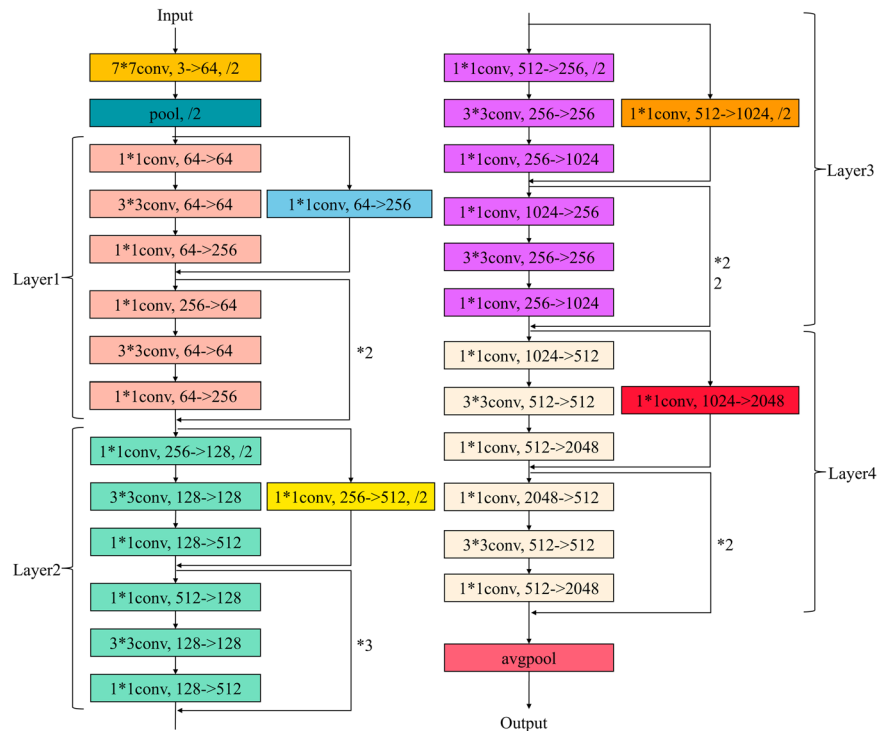 Input
7*7conv, 3->64, /2
pool, /2
1*1conv, 64->64
3*3conv, 64->64
1*1conv, 64->256
1*1conv, 64->256
Layer1
1*1conv, 256->64
3*3conv, 64->64
*2
1*1conv, 64->256
1*1conv, 256->128, /2
3*3conv, 128->128
1*1conv, 256->512, /2
1*1conv, 128->512
Layer2
1*1conv, 512->128
3*3conv, 128->128
*3
1*1conv, 128->512
1*1conv, 512->256, /2
3*3conv, 256->256
1*1conv, 512->1024, /2
1*1conv, 256->1024
Layer3
1*1conv, 1024->256
3*3conv, 256->256
*2
2
1*1conv, 256->1024
1*1conv, 1024->512
3*3conv, 512->512
1*1conv, 1024->2048
1*1conv, 512->2048
Layer4
1*1conv, 2048->512
3*3conv, 512->512
*2
1*1conv, 512->2048
avgpool
Output